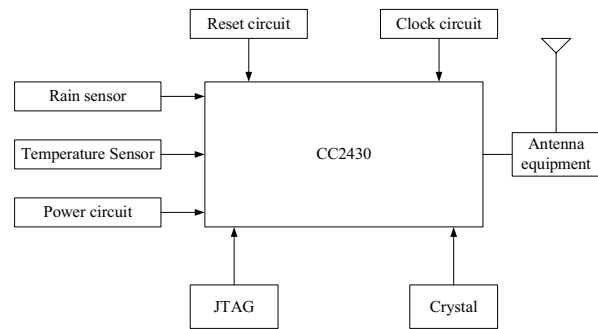 Reset circuit
Clock circuit
Rain sensor
Temperature Sensor
CC2430
Antenna
equipment
Power circuit
JTAG
Crystal